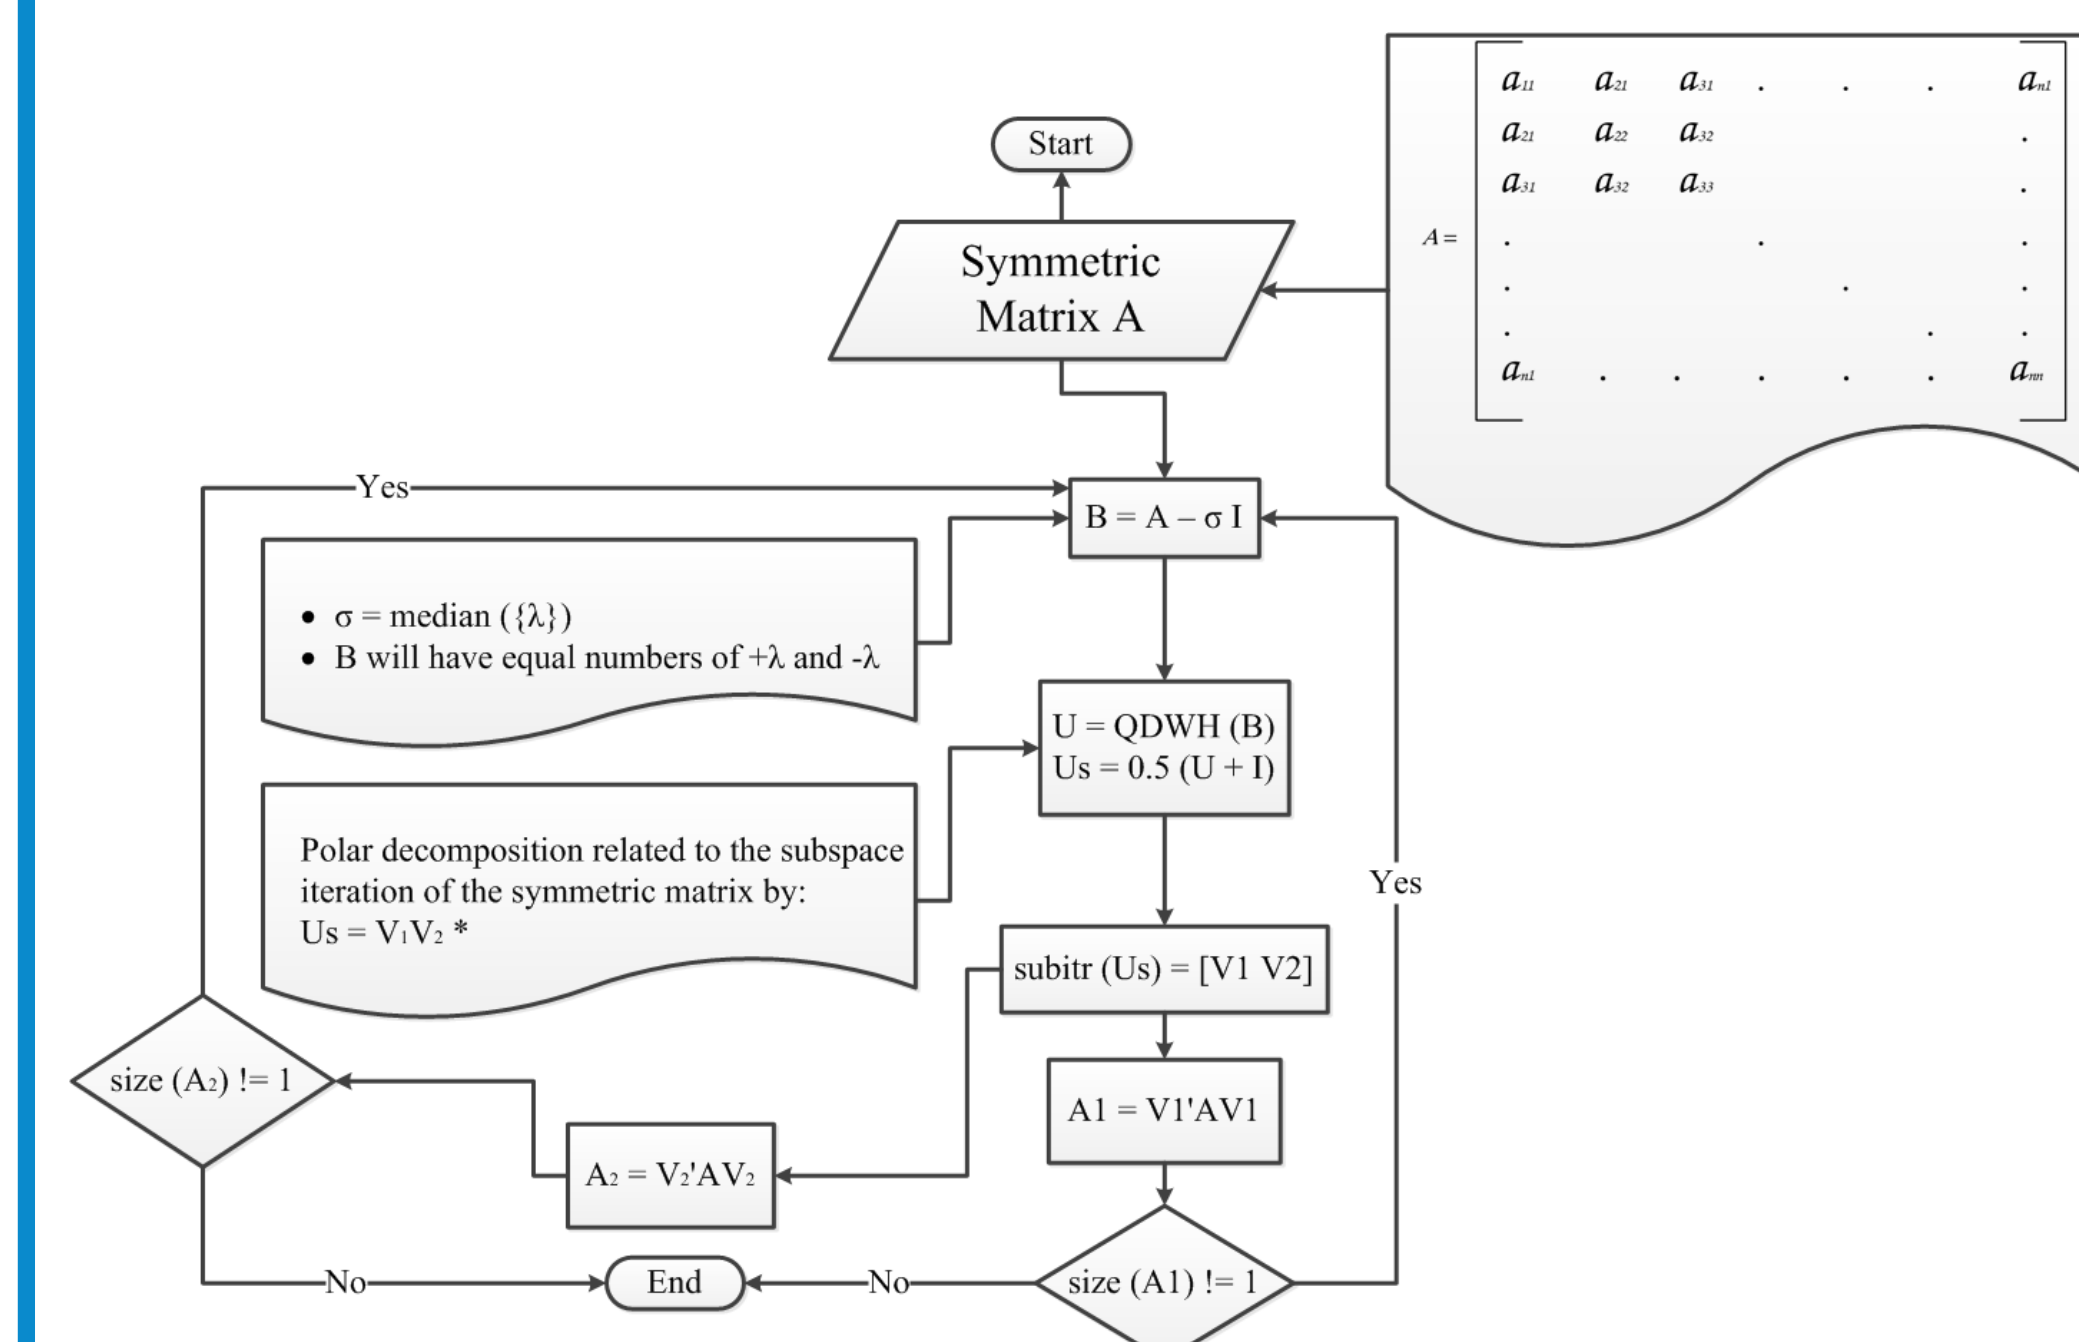 a11 a21 a31 . . . an1
a21 a22 a32 .
a31 a32 a33 .
A = . . .
. . .
. . .
an1 . . . . . ann
Start
Symmetric
Matrix A
Yes
B = A – σ I
• σ = median ({λ})
• B will have equal numbers of +λ and -λ
U = QDWH (B)
Us = 0.5 (U + I)
Polar decomposition related to the subspace
iteration of the symmetric matrix by:
Us = V1V2 *
Yes
subitr (Us) = [V1 V2]
size (A2) != 1
A1 = V1'AV1
A2 = V2'AV2
No
End
No
size (A1) != 1